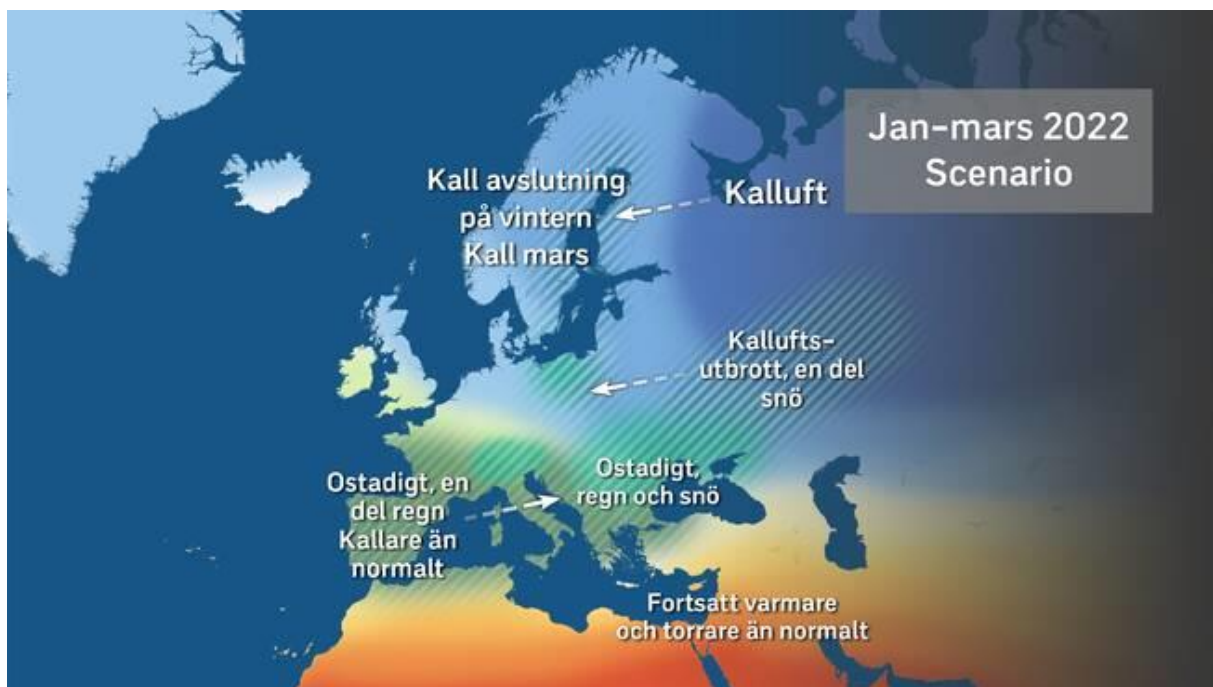 Jan-mars 2022
Scenario
Kall avslutning
på vintern
Kall mars
Kalluft
Kallufts-
utbrott, en del
snö
Ostadigt, en
del regn
Kallare än
normalt
Ostadigt,
regn och snö
Fortsatt varmare
och torrare än normalt